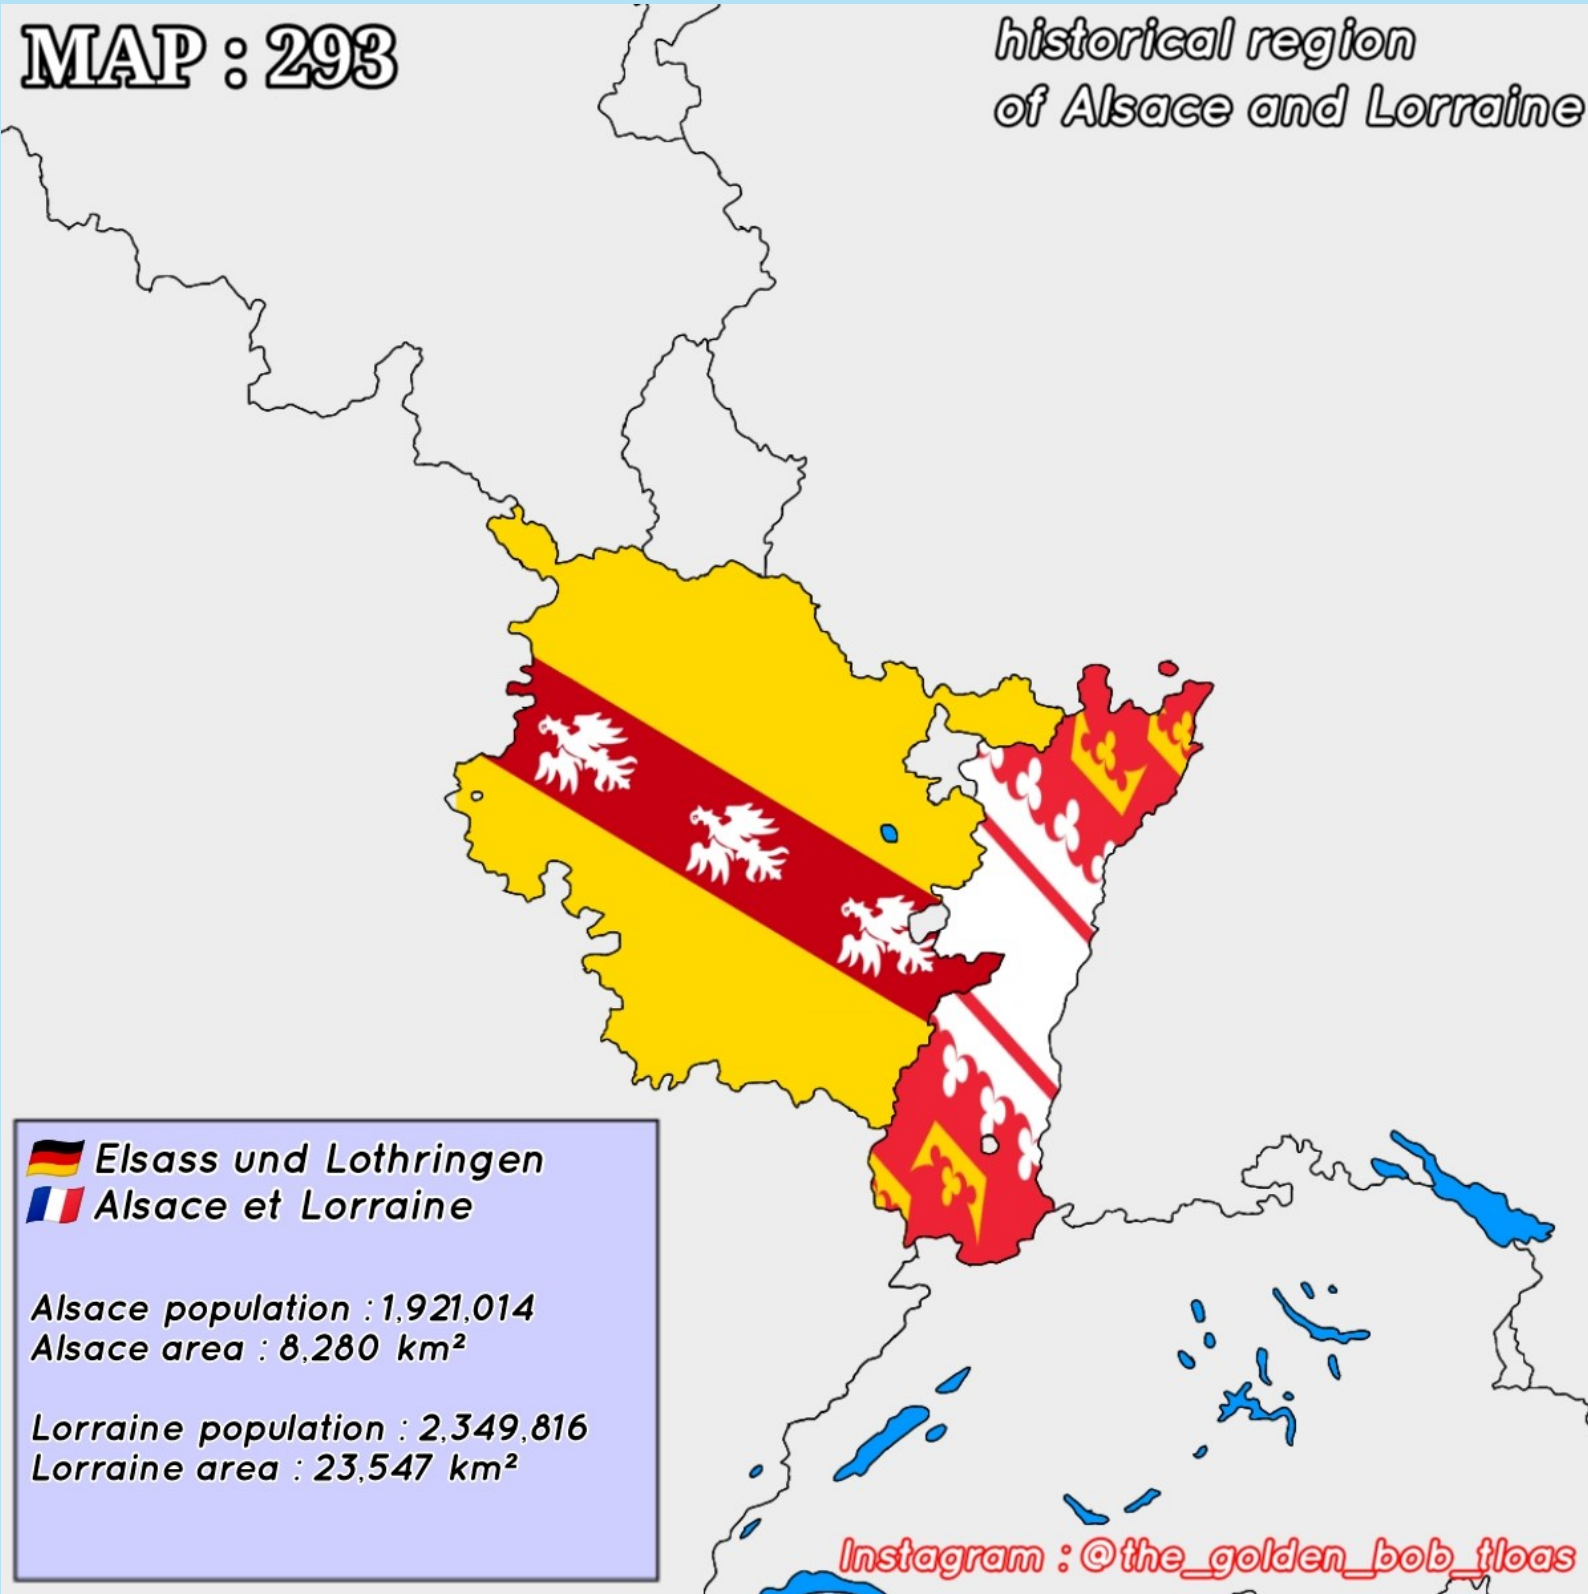 MAP : 293
historical region
of Alsace and Lorraine
Elsass und Lothringen
Alsace et Lorraine
Alsace population : 1,921,014
Alsace area : 8,280 km²
Lorraine population : 2,349,816
Lorraine area : 23,547 km²
Instagram : @the_golden_bob_tloas